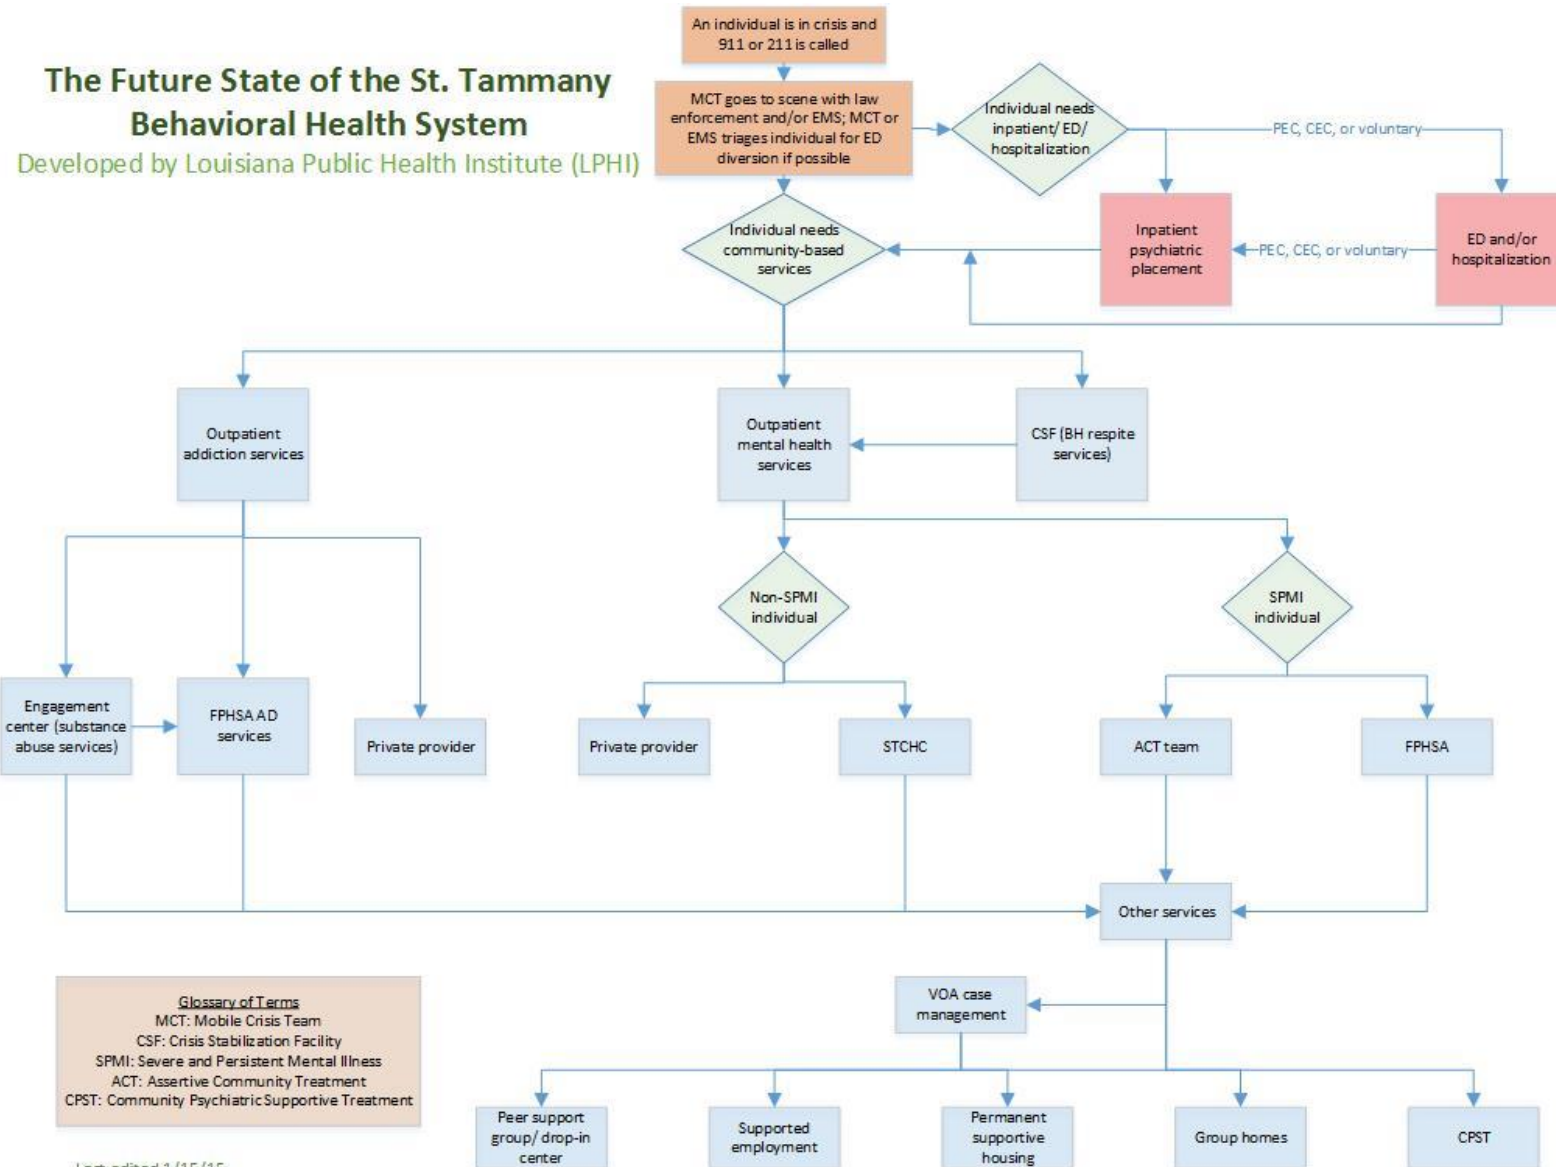 An individual is in crisis and
911 or 211 is called
The Future State of the St. Tammany
Behavioral Health System
Developed by Louisiana Public Health Institute (LPHI)
MCT goes to scene with law
enforcement and/or EMS; MCT or
EMS triages individual for ED
diversion if possible
Individual needs
inpatient/ ED/
hospitalization
PEC, CEC, or voluntary
Individual needs
community-based
services
Inpatient
psychiatric
placement
PEC, CEC, or voluntary
ED and/or
hospitalization
Outpatient
addiction services
Outpatient
mental health
services
CSF (BH respite
services)
Non-SPMI
individual
SPMI
individual
Engagement
center (substance
abuse services)
FPHSA AD
services
Private provider
Private provider
STCHC
ACT team
FPHSA
Other services
Glossary of Terms
MCT: Mobile Crisis Team
CSF: Crisis Stabilization Facility
SPMI: Severe and Persistent Mental Illness
ACT: Assertive Community Treatment
CPST: Community Psychiatric Supportive Treatment
VOA case
management
Peer support
group/ drop-in
center
Supported
employment
Permanent
supportive
housing
Group homes
CPST
Last edited 1/15/15